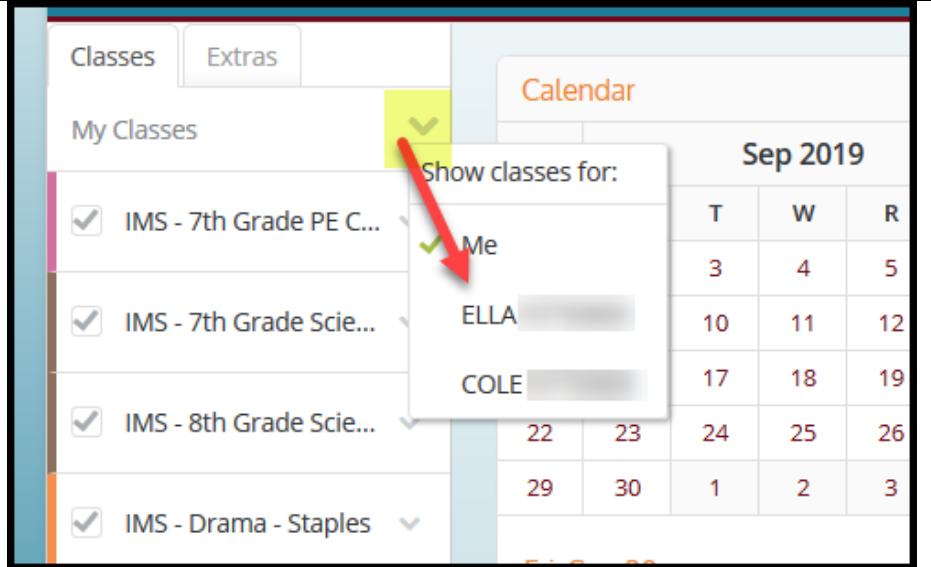 Classes Extras
My Classes
IMS - 7th Grade PE C...
IMS - 7th Grade Scie...
IMS - 8th Grade Scie...
IMS - Drama - Staples
Show classes for:
Me
ELLA
COLE
Calendar
Sep 2019
T W R
3 4 5
10 11 12
17 18 19
22 23 24 25 26
29 30 1 2 3